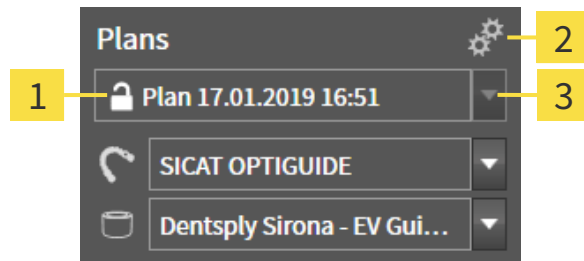 Plans
2
1
Plan 17.01.2019 16:51
3
SICAT OPTIGUIDE
Dentsply Sirona - EV Gui...